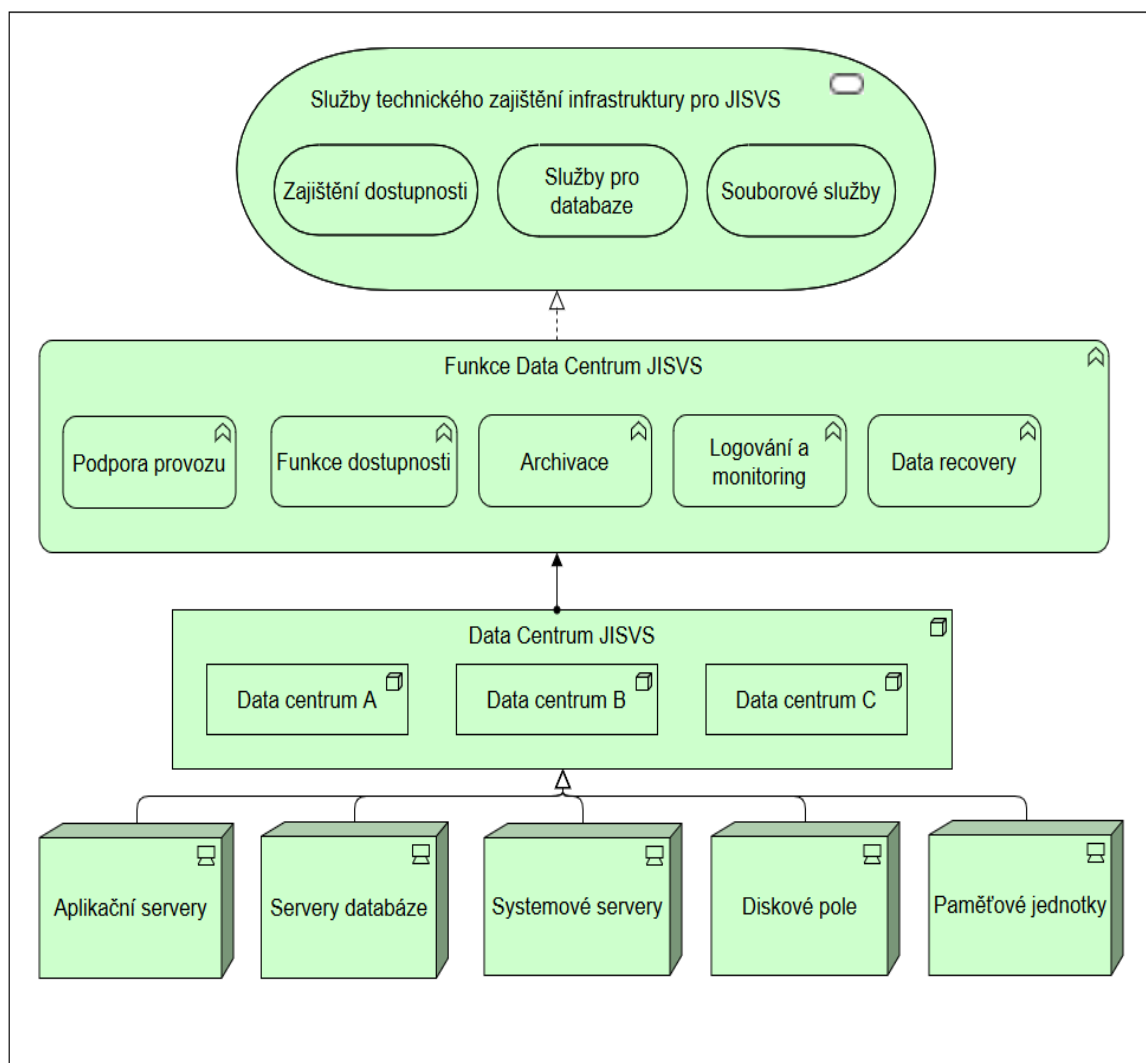 Služby technického zajištění infrastruktury pro JISVS
Zajištění dostupnosti
Služby pro
databaze
Souborové služby
Funkce Data Centrum JISVS
Podpora provozu
Funkce dostupnosti
Archivace
Logování a
monitoring
Data recovery
Data Centrum JISVS
Data centrum A
Data centrum B
Data centrum C
Aplikační servery
Servery databáze
Systemové servery
Diskové pole
Paměťové jednotky